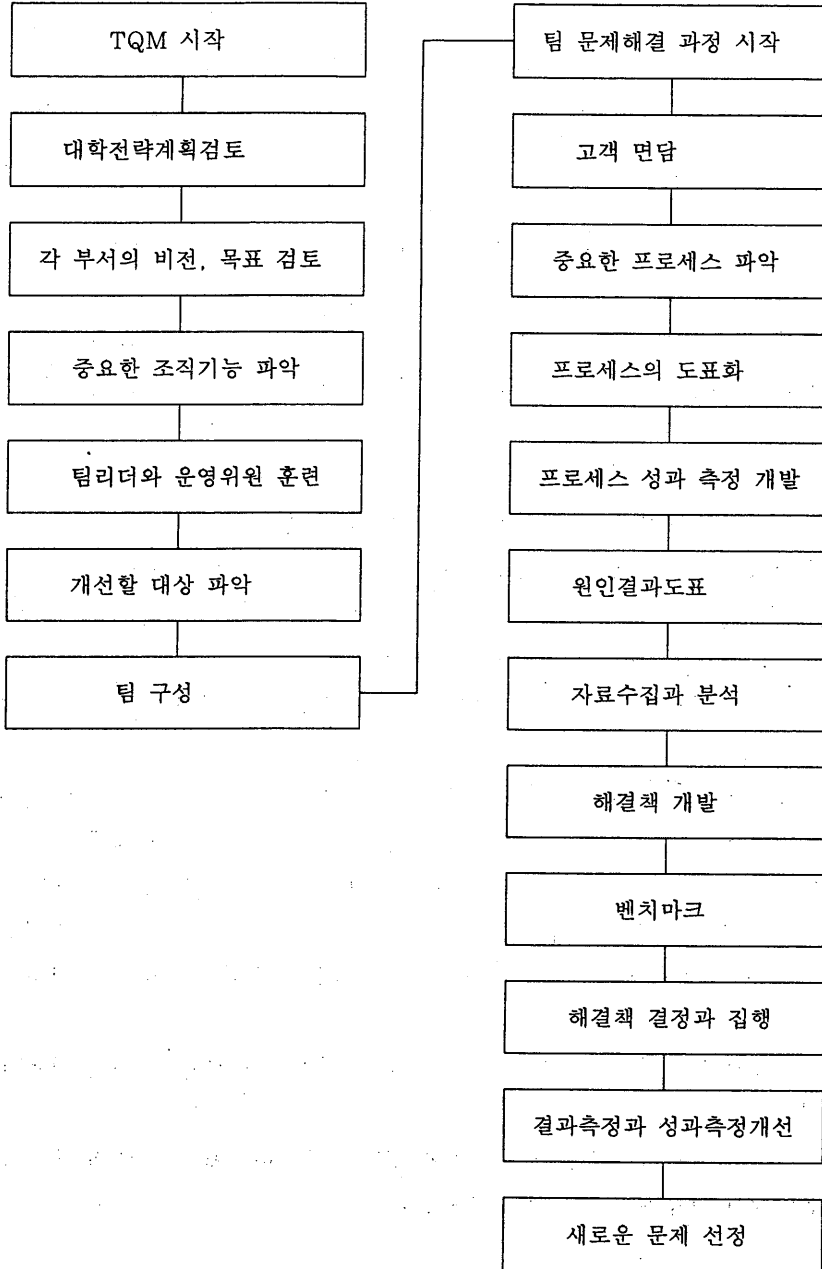 TQM 시작
대학전략계획검토
각 부서의 비전, 목표 검토
중요한 조직기능 파악
팀리더와 운영위원 훈련
개선할 대상 파악
팀 구성
팀 문제해결 과정 시작
고객 면담
중요한 프로세스 파악
프로세스의 도표화
프로세스 성과 측정 개발
원인결과도표
자료수집과 분석
해결책 개발
벤치마크
해결책 결정과 집행
결과측정과 성과측정개선
새로운 문제 선정